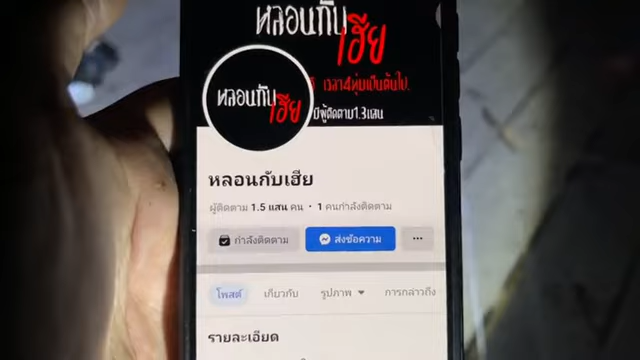 หลอนกับ
เฮีย
เวลา4ทุ่มเป็นต้นไป.
หลอนกับ
เฮีย
มีผู้ติดตาม1.3แสน
หลอนกับเฮีย
ผู้ติดตาม 1.5 แสน คน • 1 คนกำลังติดตาม
กำลังติดตาม ส่งข้อความ ...
โพสต์ เกี่ยวกับ รูปภาพ การกล่าวถึง
รายละเอียด